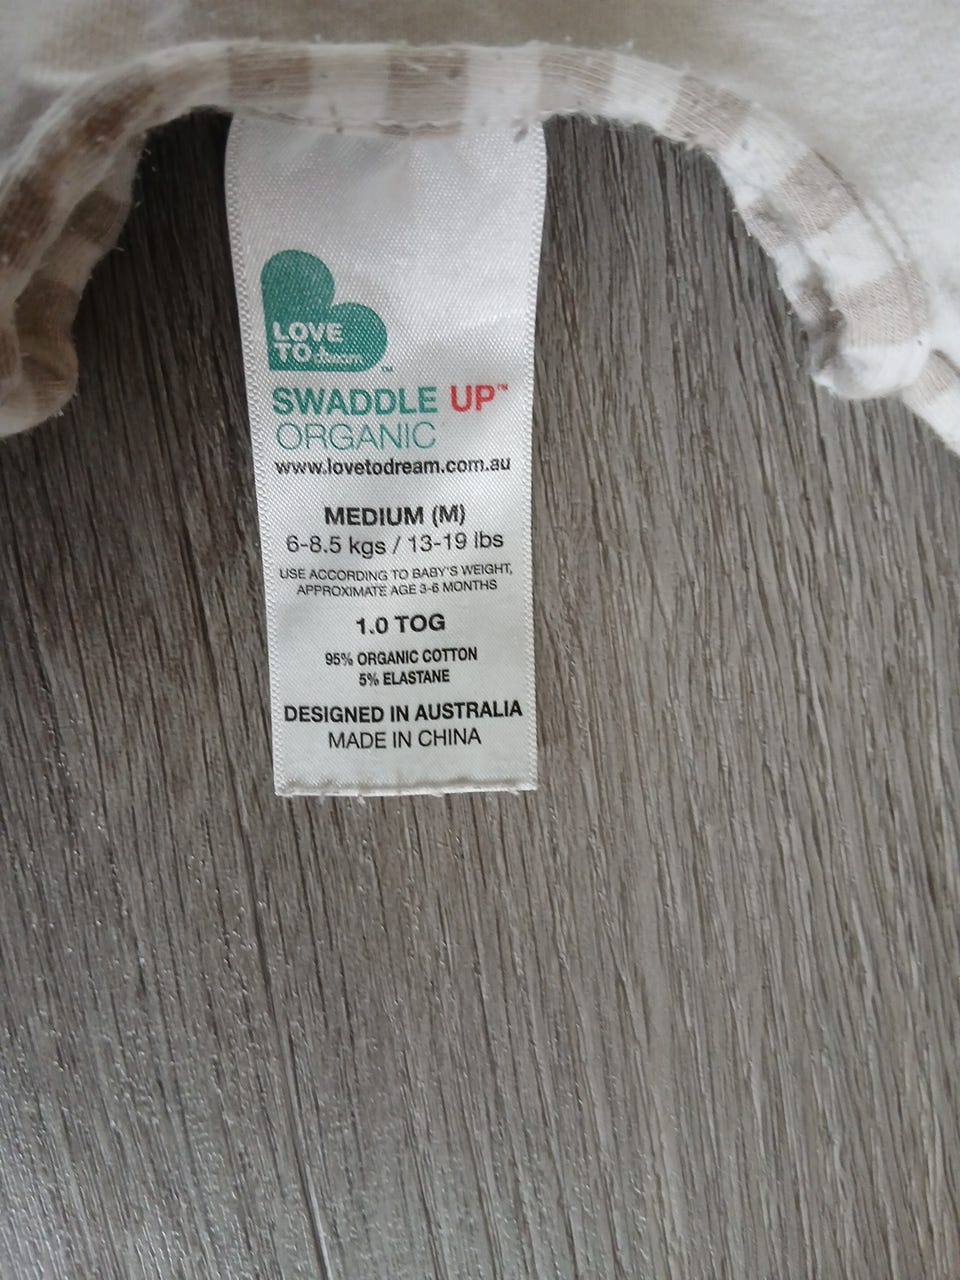 LOVE
TO dream™
SWADDLE UP™
ORGANIC
www.lovetodream.com.au
MEDIUM (M)
6-8.5 kgs / 13-19 lbs
USE ACCORDING TO BABY'S WEIGHT,
APPROXIMATE AGE 3-6 MONTHS
1.0 TOG
95% ORGANIC COTTON
5% ELASTANE
DESIGNED IN AUSTRALIA
MADE IN CHINA